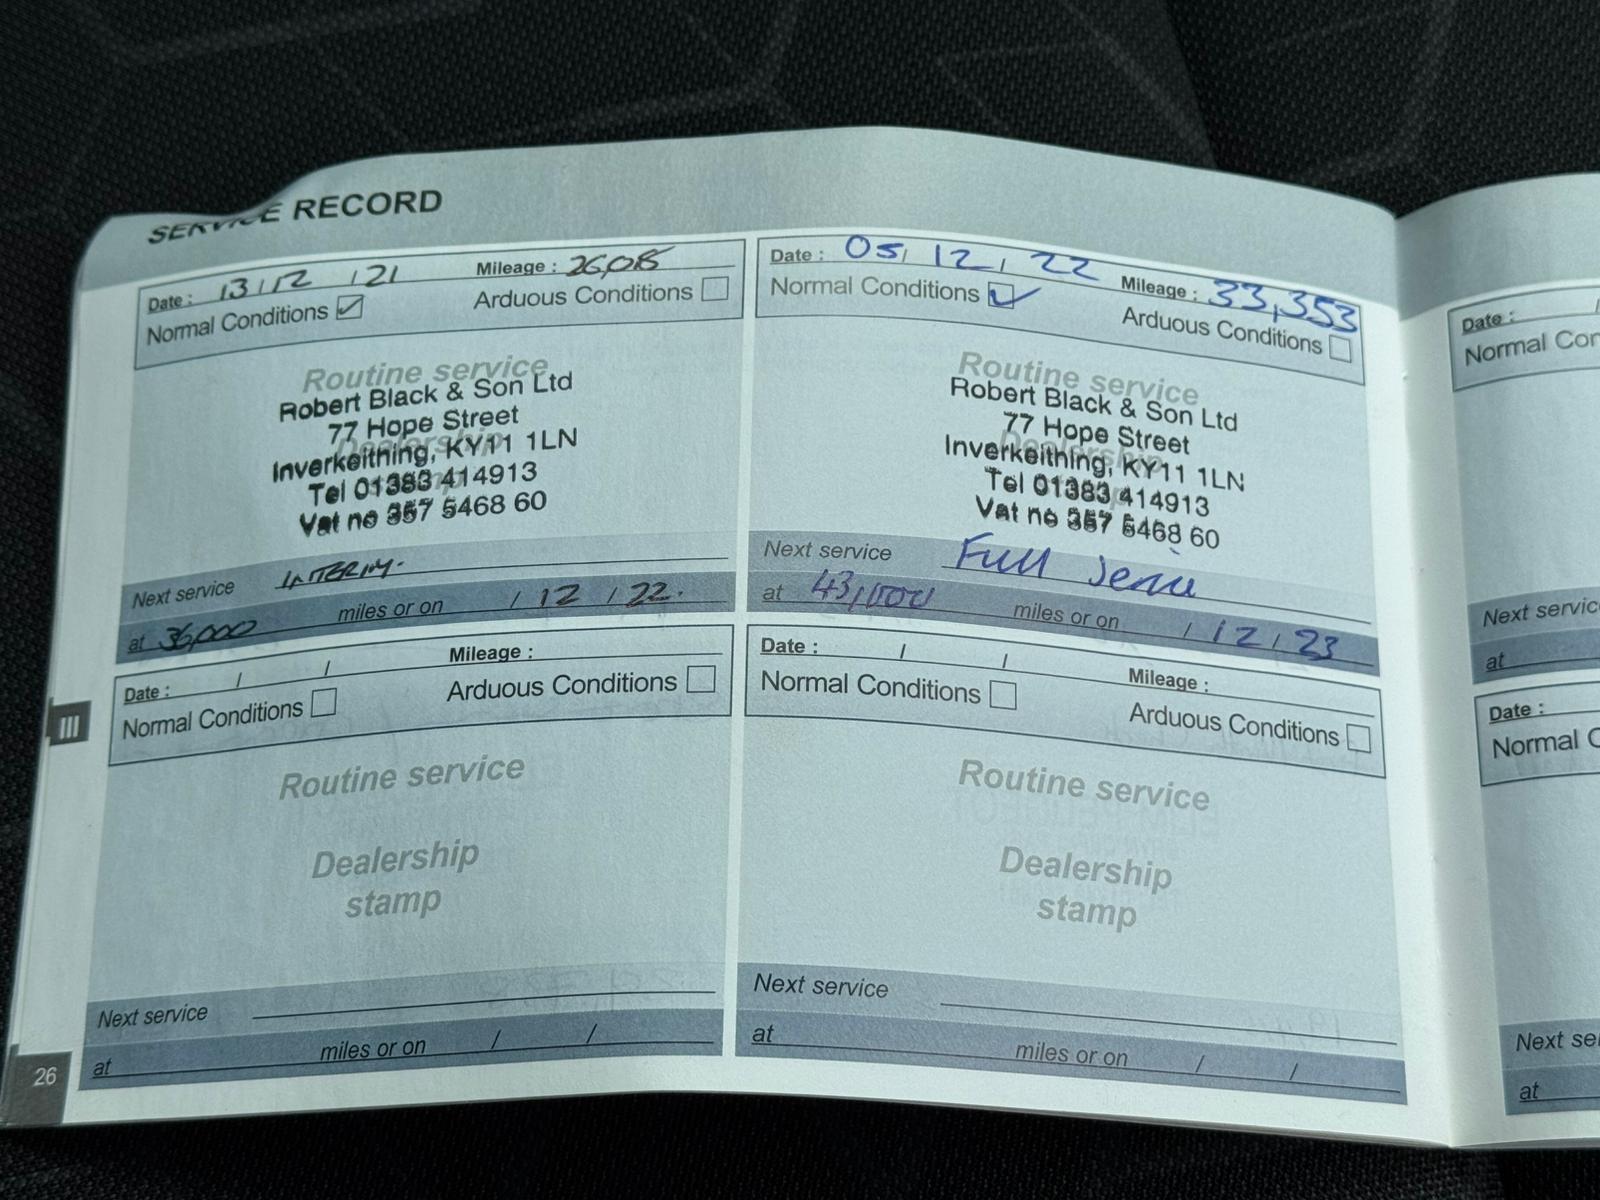 SERVICE RECORD
Date : 13/12/21 Mileage :
Normal Conditions Arduous Conditions
Routine service
Robert Black & Son Ltd
77 Hope Street
Dealership
Inverkeithing, KY11 1LN
Tel 01383 414913
Vat no 357 5468 60
Next service INTERIM.
at 36,000 miles or on / 12 / 22.
Date : 05/12/22 Mileage : 33,353
Normal Conditions Arduous Conditions
Routine service
Robert Black & Son Ltd
77 Hope Street
Dealership
Inverkeithing, KY11 1LN
Tel 01383 414913
Vat no 357 5468 60
Next service Full
at 43,000 miles or on / 12 / 23
Date : / / Mileage :
Normal Conditions Arduous Conditions
Routine service
Dealership
stamp
Next service
at miles or on / /
Date : / / Mileage :
Normal Conditions Arduous Conditions
Routine service
Dealership
stamp
Next service
at miles or on / /
III
26
Date :
Normal
Next
at
Date :
Normal
Next
at